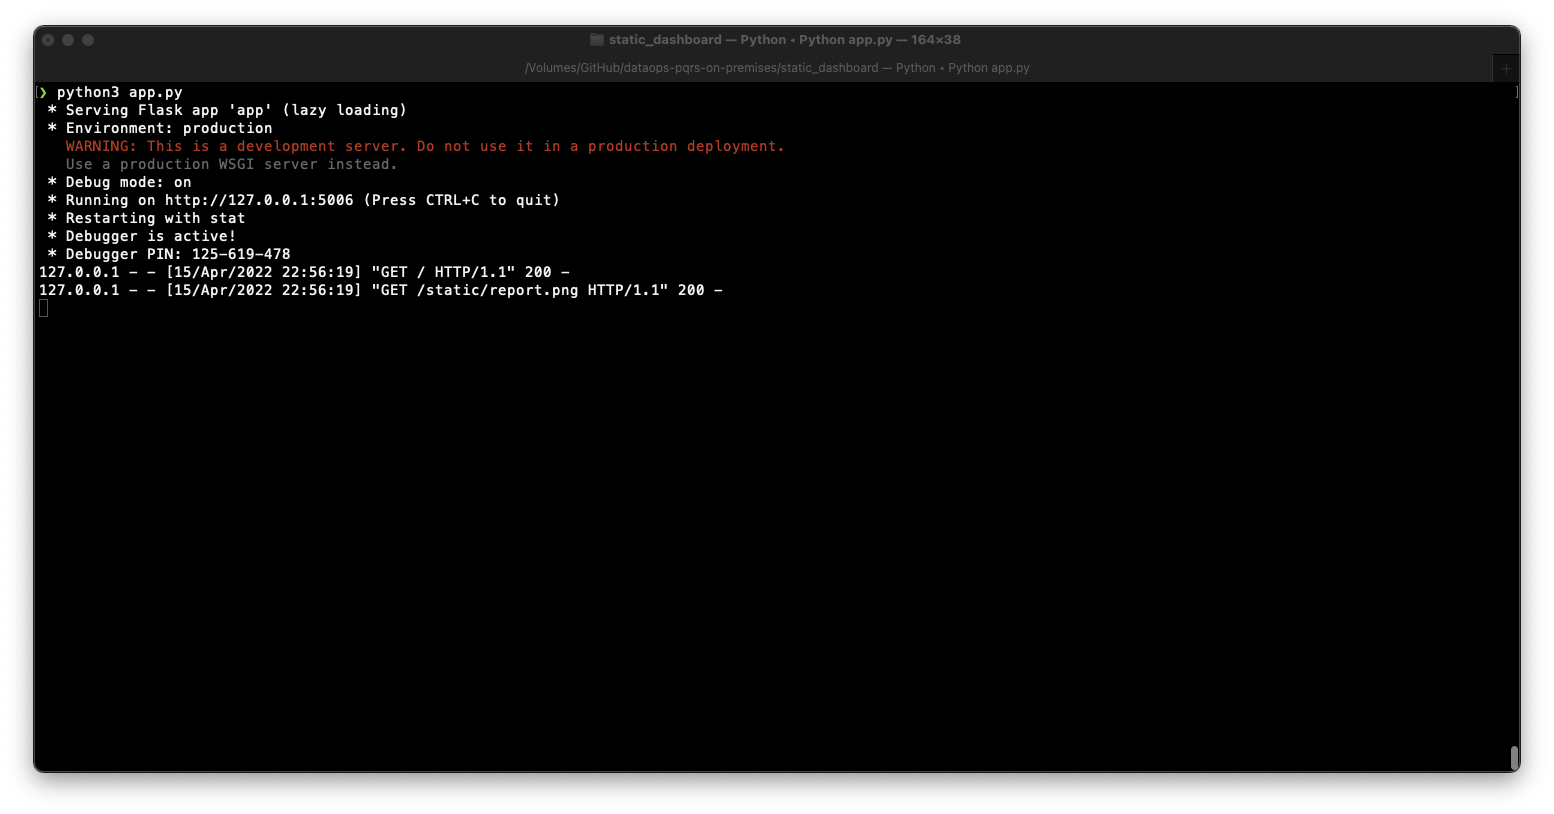 static_dashboard — Python ◂ Python app.py — 164×38
/Volumes/GitHub/dataops-pqrs-on-premises/static_dashboard — Python • Python app.py
+
[❯ python3 app.py ]
 * Serving Flask app 'app' (lazy loading)
 * Environment: production
   WARNING: This is a development server. Do not use it in a production deployment.
   Use a production WSGI server instead.
 * Debug mode: on
 * Running on http://127.0.0.1:5006 (Press CTRL+C to quit)
 * Restarting with stat
 * Debugger is active!
 * Debugger PIN: 125-619-478
127.0.0.1 - - [15/Apr/2022 22:56:19] "GET / HTTP/1.1" 200 -
127.0.0.1 - - [15/Apr/2022 22:56:19] "GET /static/report.png HTTP/1.1" 200 -